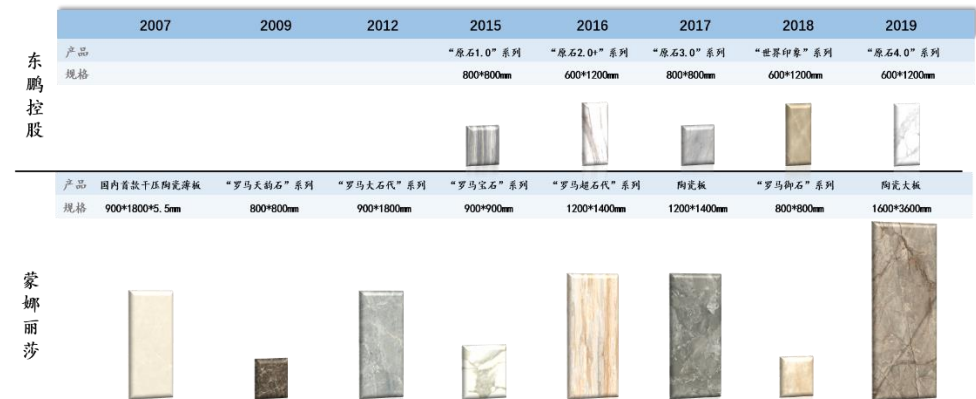 2007 2009 2012 2015 2016 2017 2018 2019
东鹏控股
产品 “原石1.0”系列 “原石2.0+”系列 “原石3.0”系列 “世界印象”系列 “原石4.0”系列
规格 800*800mm 600*1200mm 800*800mm 600*1200mm 600*1200mm
蒙娜丽莎
产品 国内首款干压陶瓷薄板 “罗马天韵石”系列 “罗马大石代”系列 “罗马宝石”系列 “罗马超石代”系列 陶瓷板 “罗马御石”系列 陶瓷大板
规格 900*1800*5.5mm 800*800mm 900*1800mm 900*900mm 1200*1400mm 1200*1400mm 800*800mm 1600*3600mm